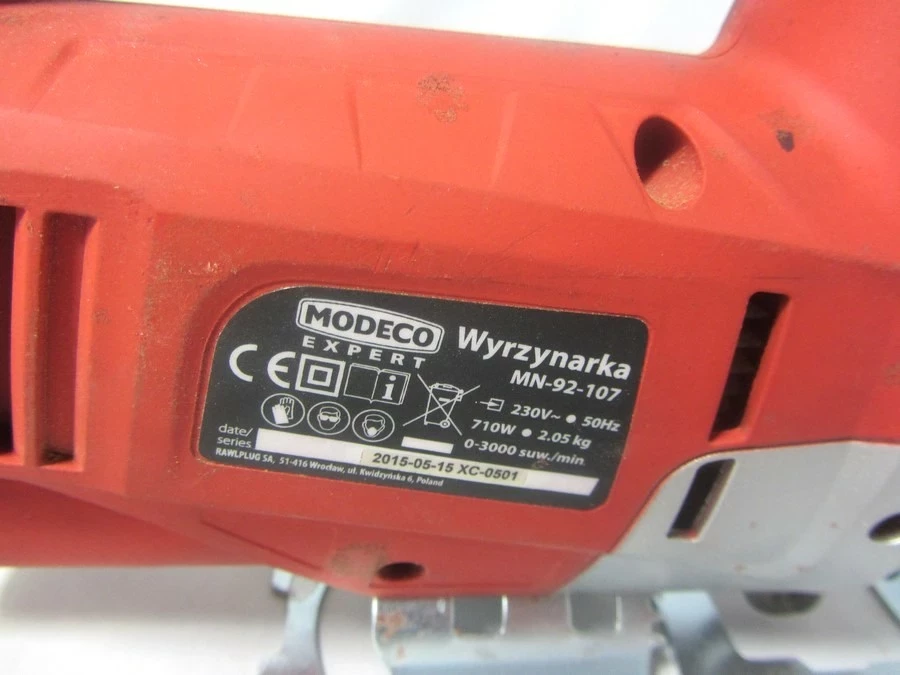 MODECO
EXPERT
Wyrzynarka
MN-92-107
CE
230V~ • 50Hz
710W • 2.05 kg
0-3000 suw./min
date/
series
2015-05-15 XC-0501
RAWLPLUG SA, 51-416 Wrocław, ul. Kwidzyńska 6, Poland